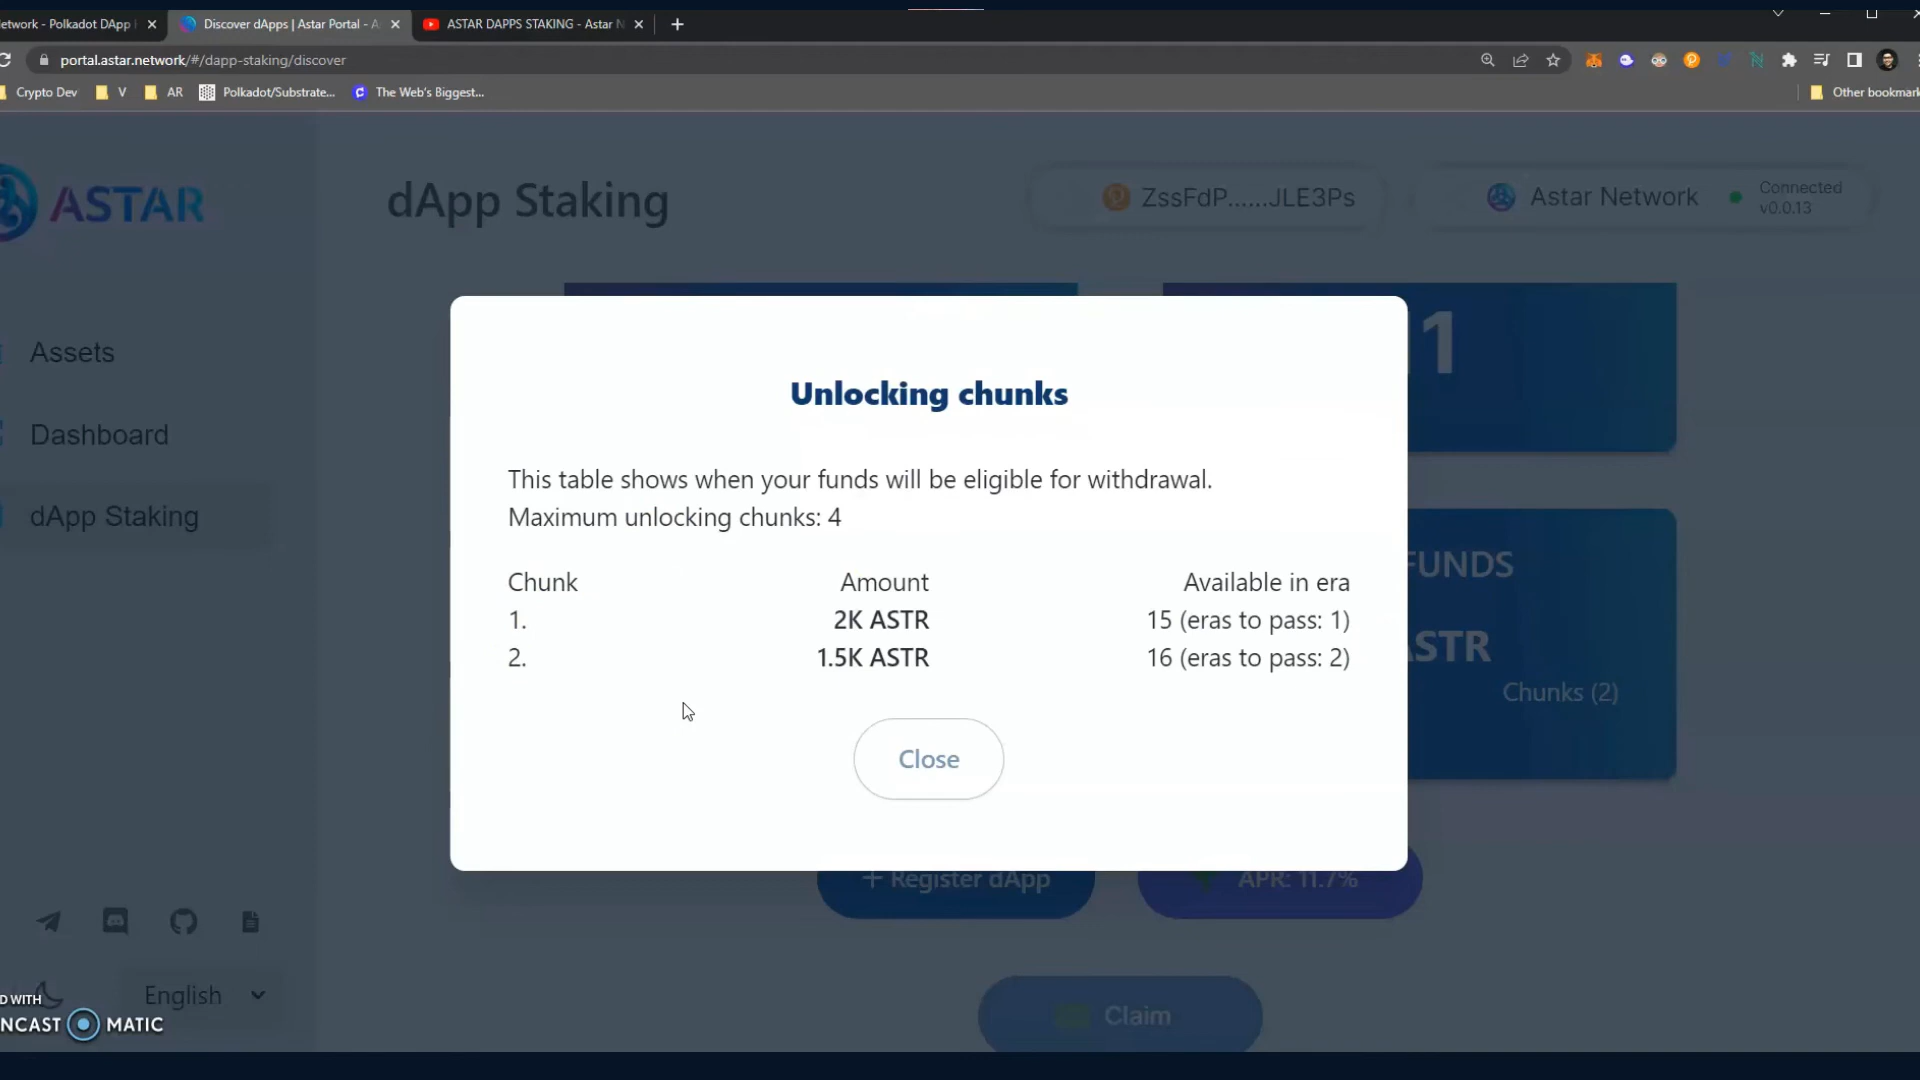 etwork - Polkadot DApp
Discover dApps | Astar Portal - A
ASTAR DAPPS STAKING - Astar N
portal.astar.network/#/dapp-staking/discover
Crypto Dev
V
AR
Polkadot/Substrate...
The Web's Biggest...
Other bookmark
ASTAR
dApp Staking
ZssFdP......JLE3Ps
Astar Network
Connected
v0.0.13
Assets
Dashboard
dApp Staking
11
FUNDS
ASTR
Chunks (2)
Unlocking chunks
This table shows when your funds will be eligible for withdrawal.
Maximum unlocking chunks: 4
Chunk Amount Available in era
1. 2K ASTR 15 (eras to pass: 1)
2. 1.5K ASTR 16 (eras to pass: 2)
Close
+ Register dApp
APR: 11.7%
Claim
English
D WITH
NCAST MATIC